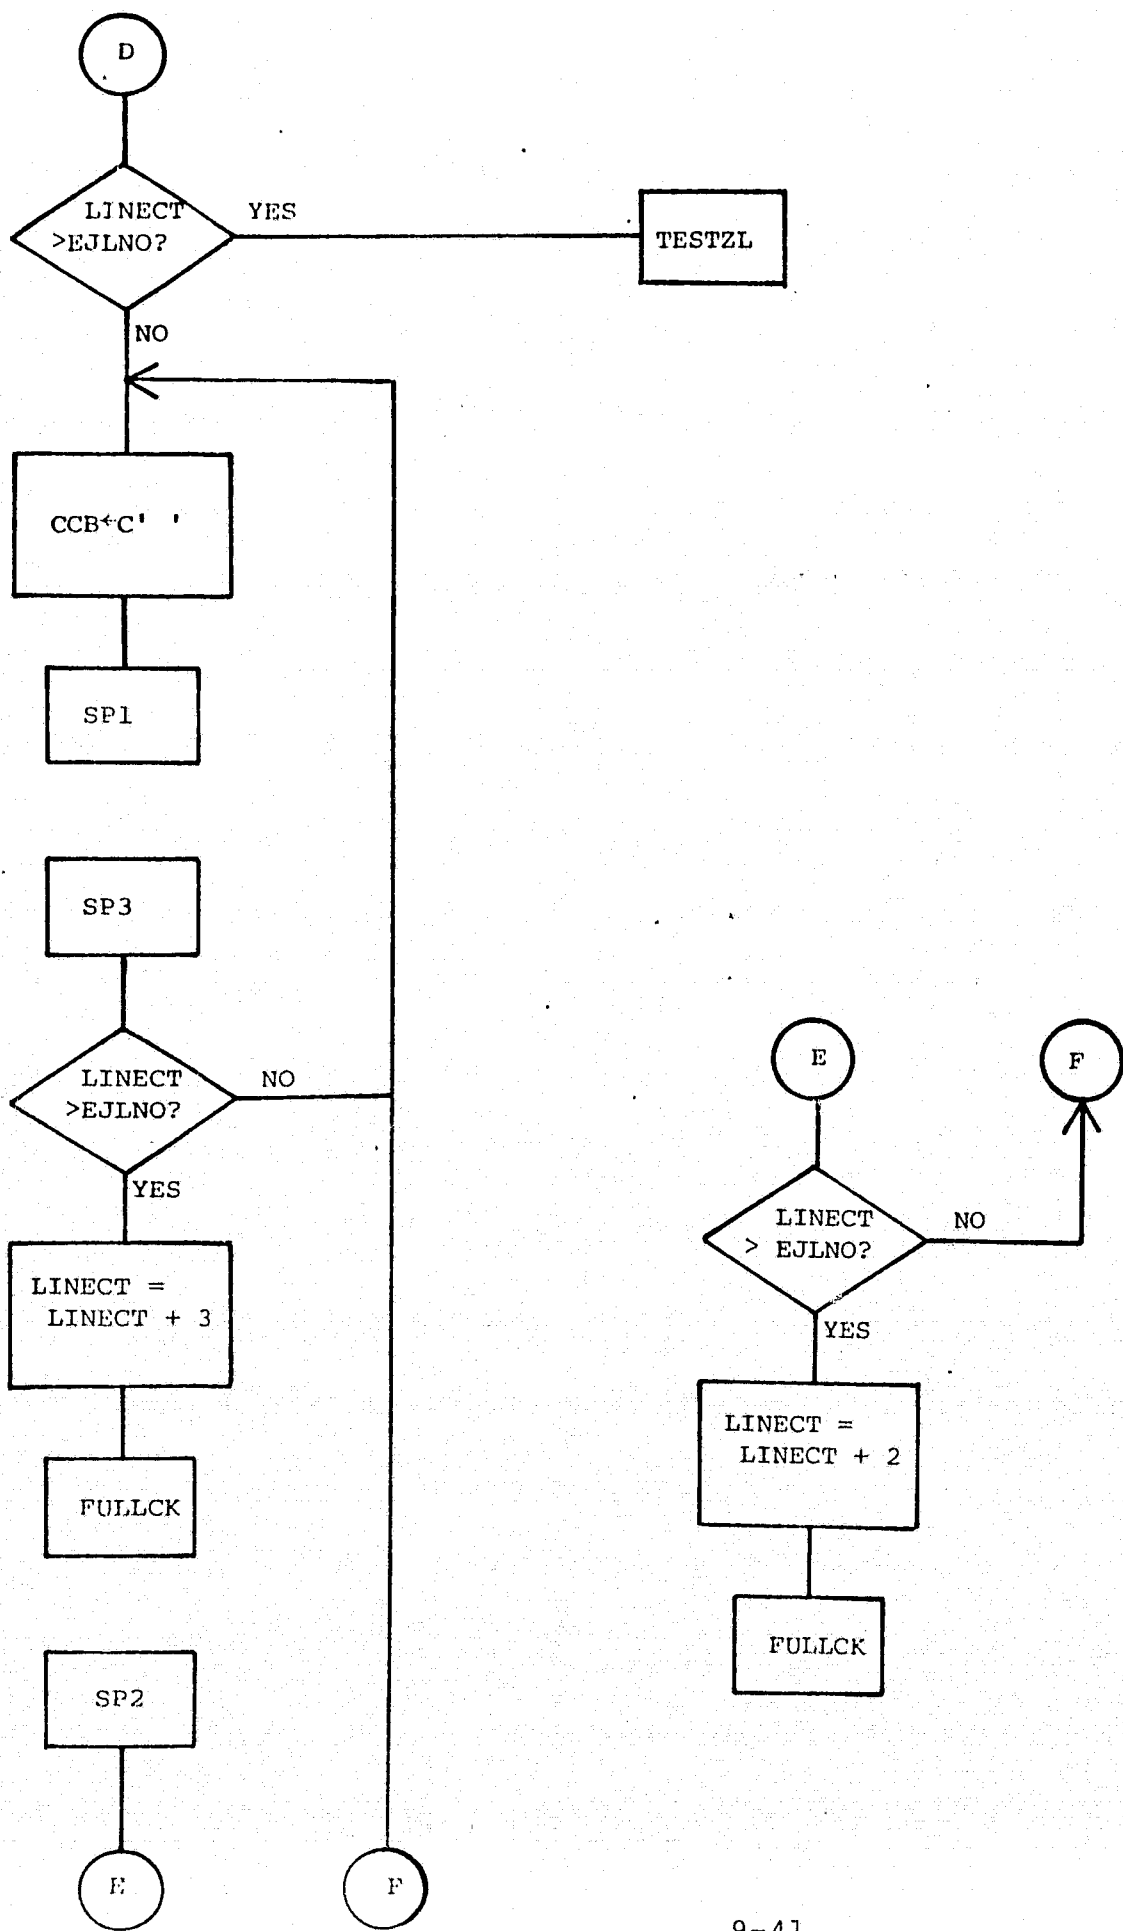 D
LINECT
>EJLNO?
YES
TESTZL
NO
CCB←C' '
SP1
SP3
LINECT
>EJLNO?
NO
YES
LINECT =
LINECT + 3
FULLCK
SP2
E
F
E
F
LINECT
> EJLNO?
NO
YES
LINECT =
LINECT + 2
FULLCK
9-41